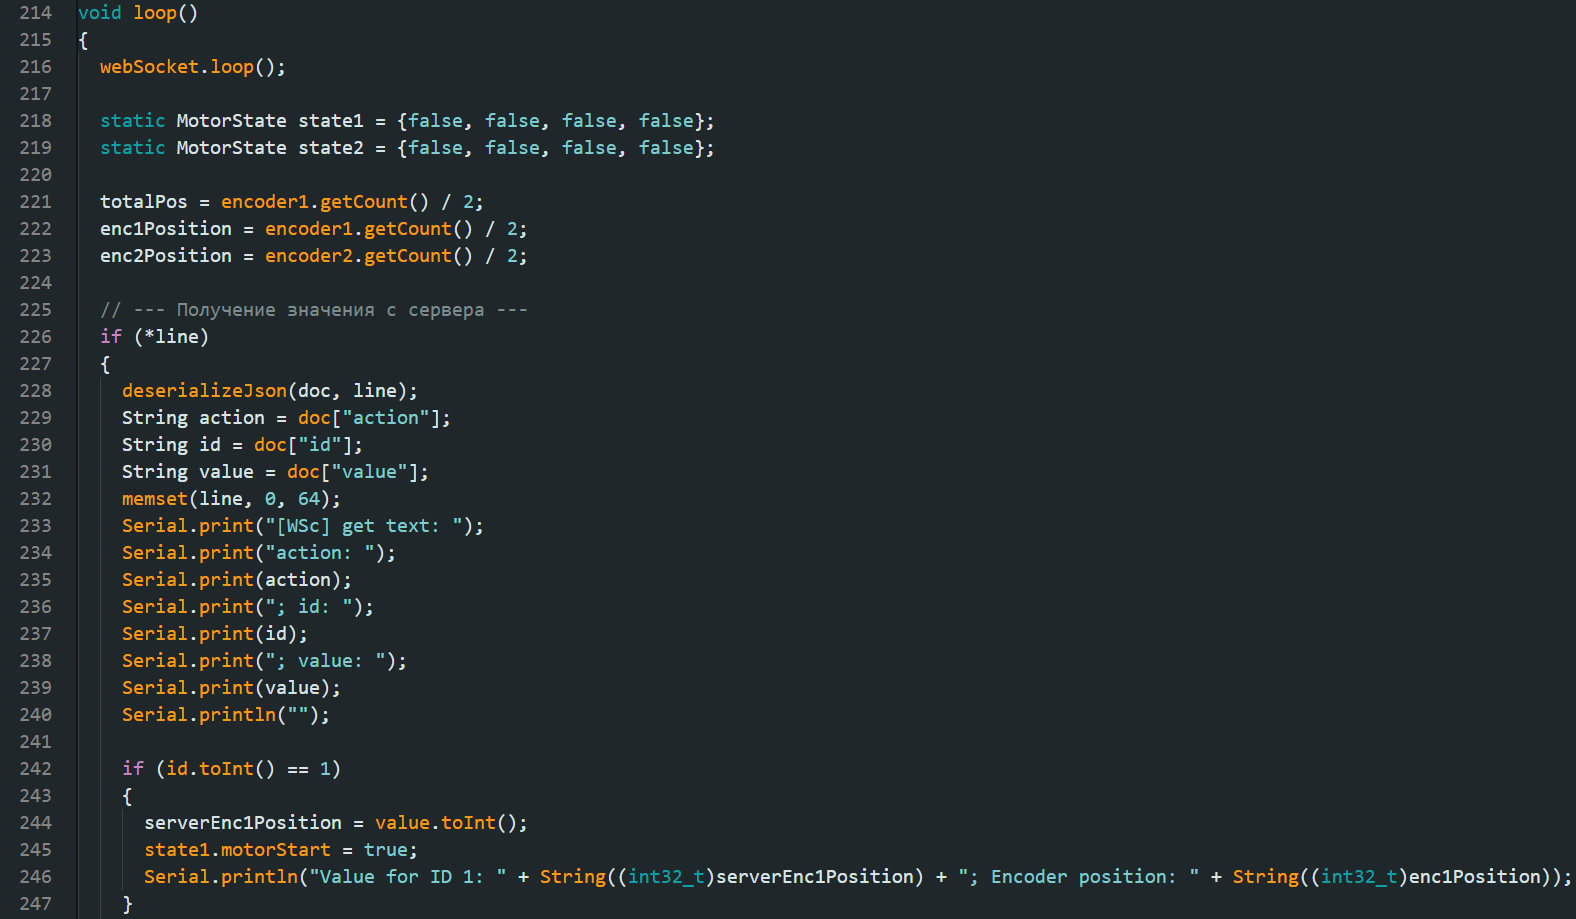 214 void loop()
215 {
216 webSocket.loop();
217
218 static MotorState state1 = {false, false, false, false};
219 static MotorState state2 = {false, false, false, false};
220
221 totalPos = encoder1.getCount() / 2;
222 enc1Position = encoder1.getCount() / 2;
223 enc2Position = encoder2.getCount() / 2;
224
225 // --- Получение значения с сервера ---
226 if (*line)
227 {
228 deserializeJson(doc, line);
229 String action = doc["action"];
230 String id = doc["id"];
231 String value = doc["value"];
232 memset(line, 0, 64);
233 Serial.print("[WSc] get text: ");
234 Serial.print("action: ");
235 Serial.print(action);
236 Serial.print("; id: ");
237 Serial.print(id);
238 Serial.print("; value: ");
239 Serial.print(value);
240 Serial.println("");
241
242 if (id.toInt() == 1)
243 {
244 serverEnc1Position = value.toInt();
245 state1.motorStart = true;
246 Serial.println("Value for ID 1: " + String((int32_t)serverEnc1Position) + "; Encoder position: " + String((int32_t)enc1Position));
247 }